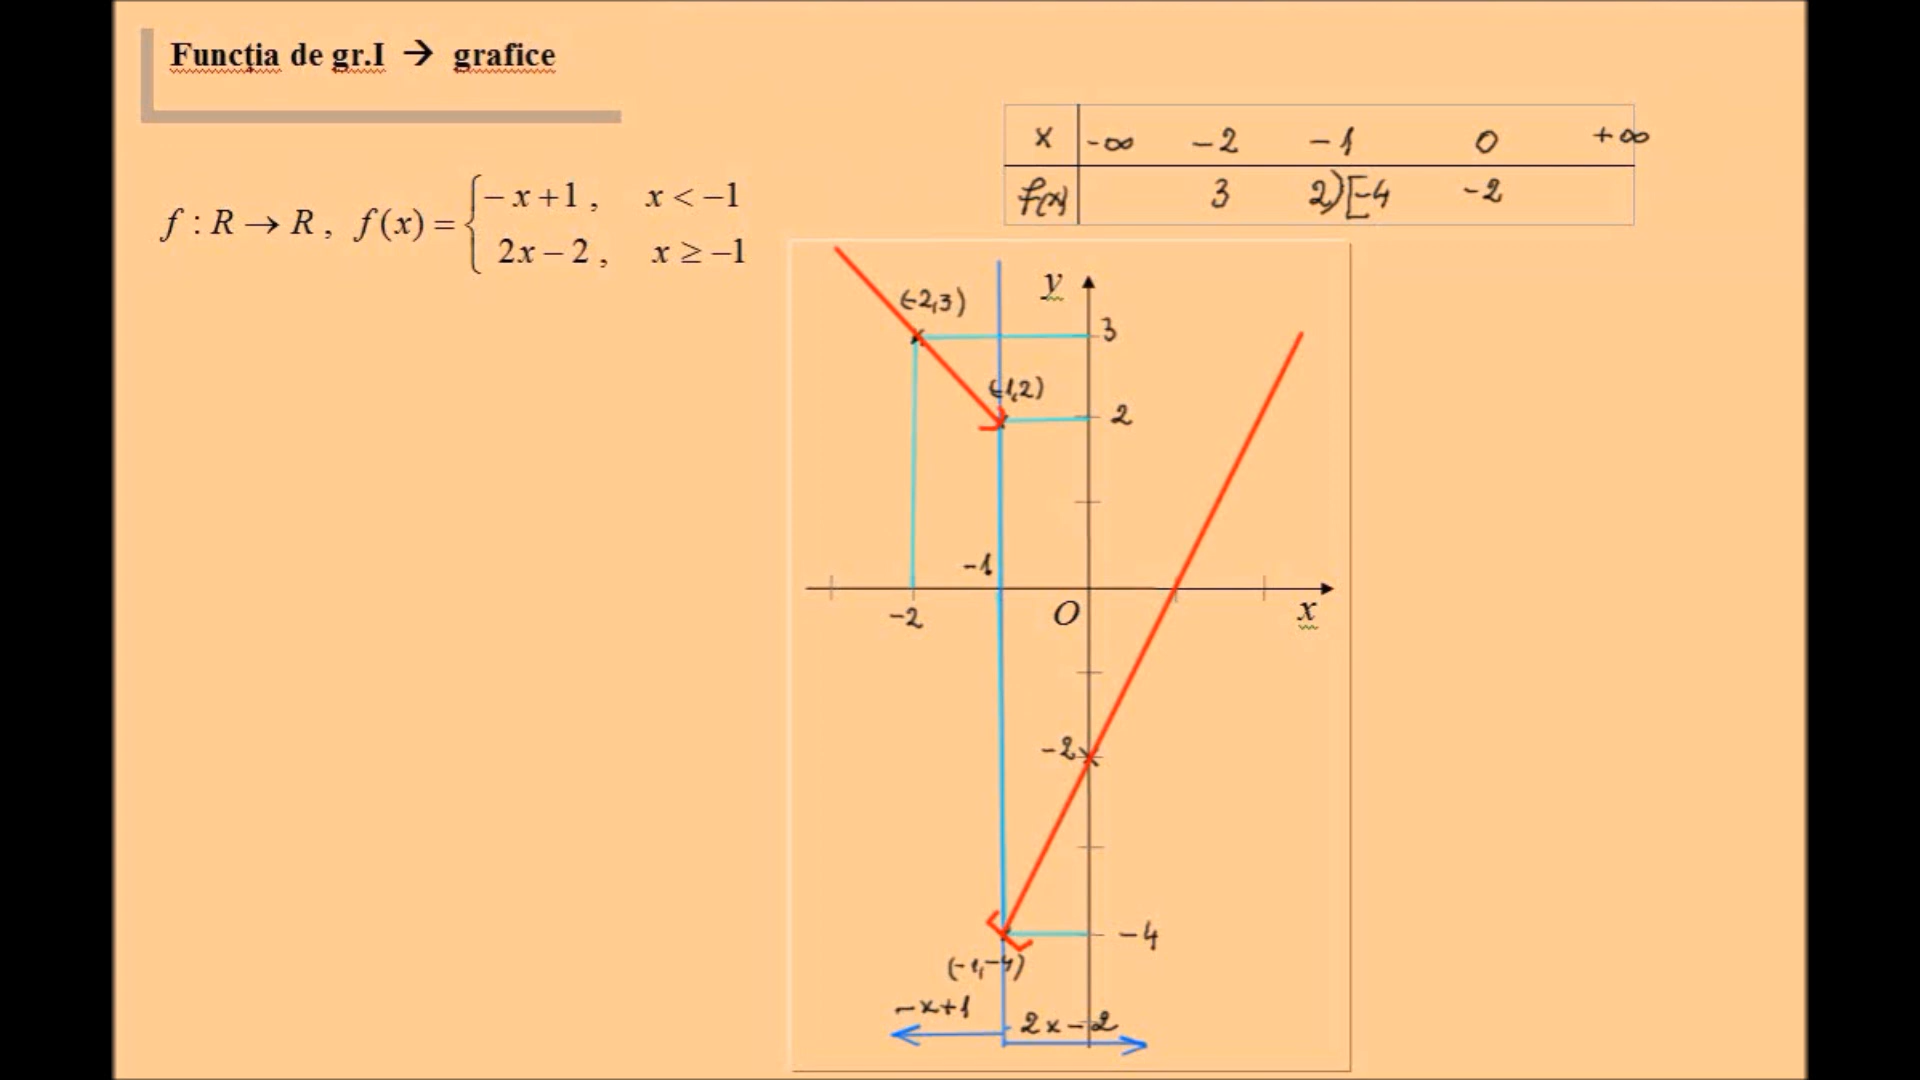 Funcția de gr.I → grafice
f : R → R , f(x) = { −x+1 , x < −1
2x−2 , x ≥ −1
x -∞ -2 -1 0 +∞
f(x) 3 2)[-4 -2
y
(-2,3)
3
(-1,2)
2
-1
-2
O
x
-2
-4
(-1,-4)
-x+1
2x-2